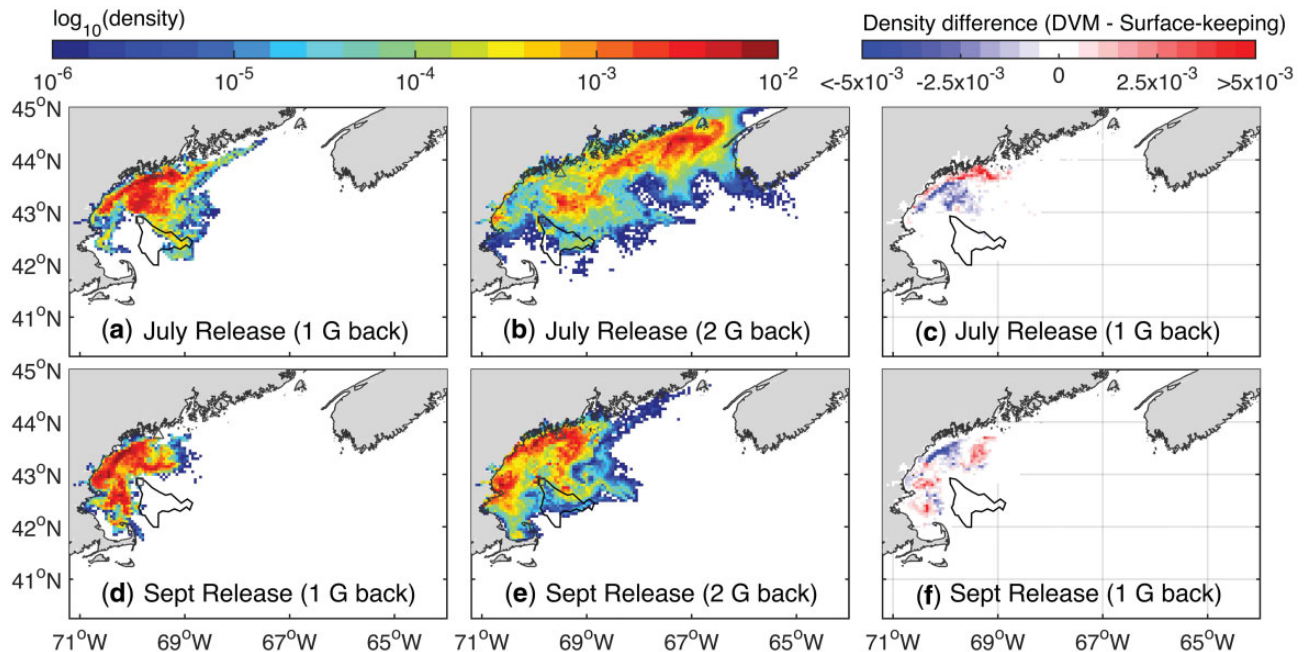 log₁₀(density)
10⁻⁶ 10⁻⁵ 10⁻⁴ 10⁻³ 10⁻²
Density difference (DVM - Surface-keeping)
<-5x10⁻³ -2.5x10⁻³ 0 2.5x10⁻³ >5x10⁻³
45°N
44°N
43°N
42°N
41°N
(a) July Release (1 G back)
(b) July Release (2 G back)
(c) July Release (1 G back)
45°N
44°N
43°N
42°N
41°N
(d) Sept Release (1 G back)
(e) Sept Release (2 G back)
(f) Sept Release (1 G back)
71°W 69°W 67°W 65°W
71°W 69°W 67°W 65°W
71°W 69°W 67°W 65°W